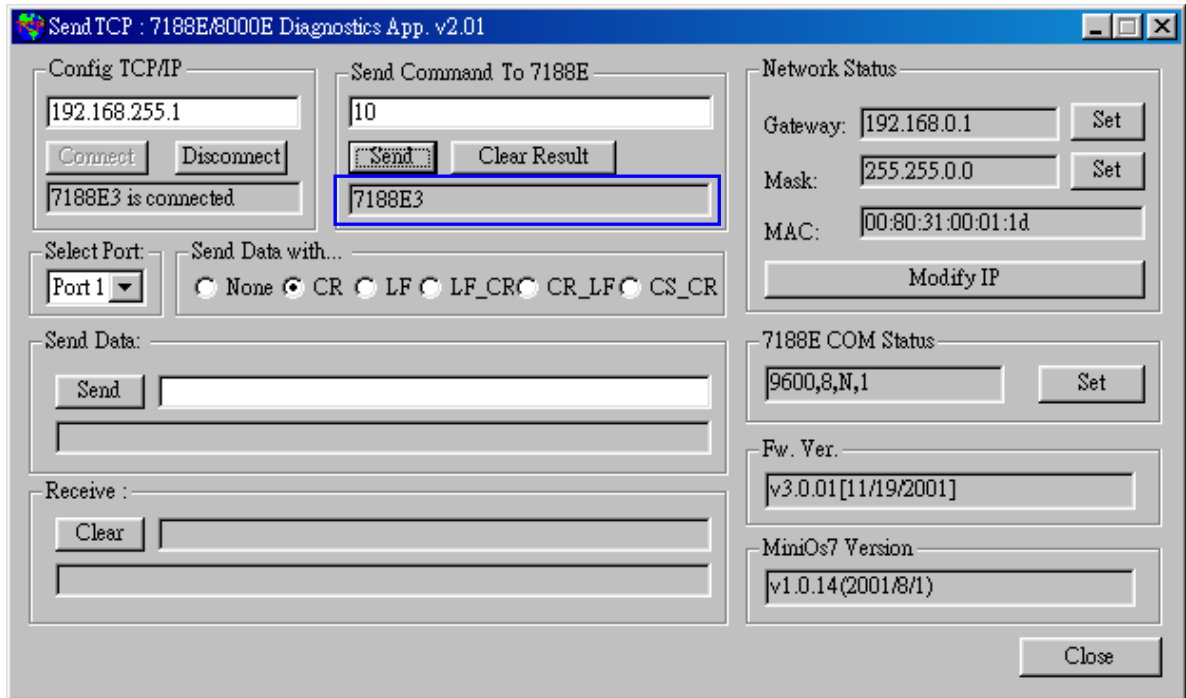 SendTCP : 7188E/8000E Diagnostics App. v2.01
Config TCP/IP
192.168.255.1
Connect Disconnect
7188E3 is connected
Send Command To 7188E
10
Send Clear Result
7188E3
Network Status
Gateway: 192.168.0.1 Set
Mask: 255.255.0.0 Set
MAC: 00:80:31:00:01:1d
Modify IP
Select Port:
Port 1
Send Data with...
None CR LF LF_CR CR_LF CS_CR
Send Data:
Send
7188E COM Status
9600,8,N,1 Set
Receive :
Clear
Fw. Ver.
v3.0.01[11/19/2001]
MiniOs7 Version
v1.0.14(2001/8/1)
Close